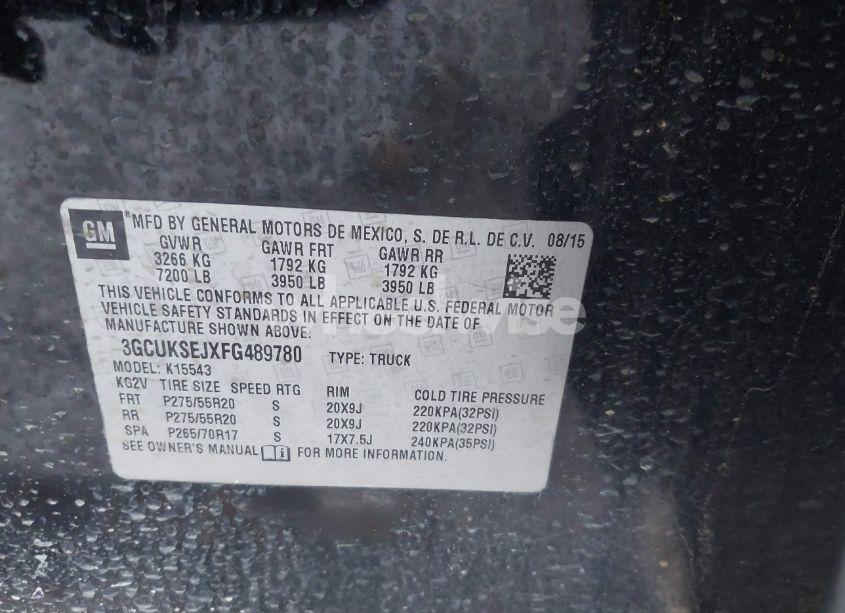 GM
®MFD BY GENERAL MOTORS DE MEXICO, S. DE R.L. DE C.V. 08/15
GVWR GAWR FRT GAWR RR
3266 KG 1792 KG 1792 KG
7200 LB 3950 LB 3950 LB
THIS VEHICLE CONFORMS TO ALL APPLICABLE U.S. FEDERAL MOTOR
VEHICLE SAFETY STANDARDS IN EFFECT ON THE DATE OF
MANUFACTURE SHOWN ABOVE.
3GCUKSEJXFG489780 TYPE: TRUCK
MODEL: K15543
KG2V TIRE SIZE SPEED RTG RIM COLD TIRE PRESSURE
FRT P275/55R20 S 20X9J 220KPA(32PSI)
RR P275/55R20 S 20X9J 220KPA(32PSI)
SPA P265/70R17 S 17X7.5J 240KPA(35PSI)
SEE OWNER'S MANUAL FOR MORE INFORMATION.